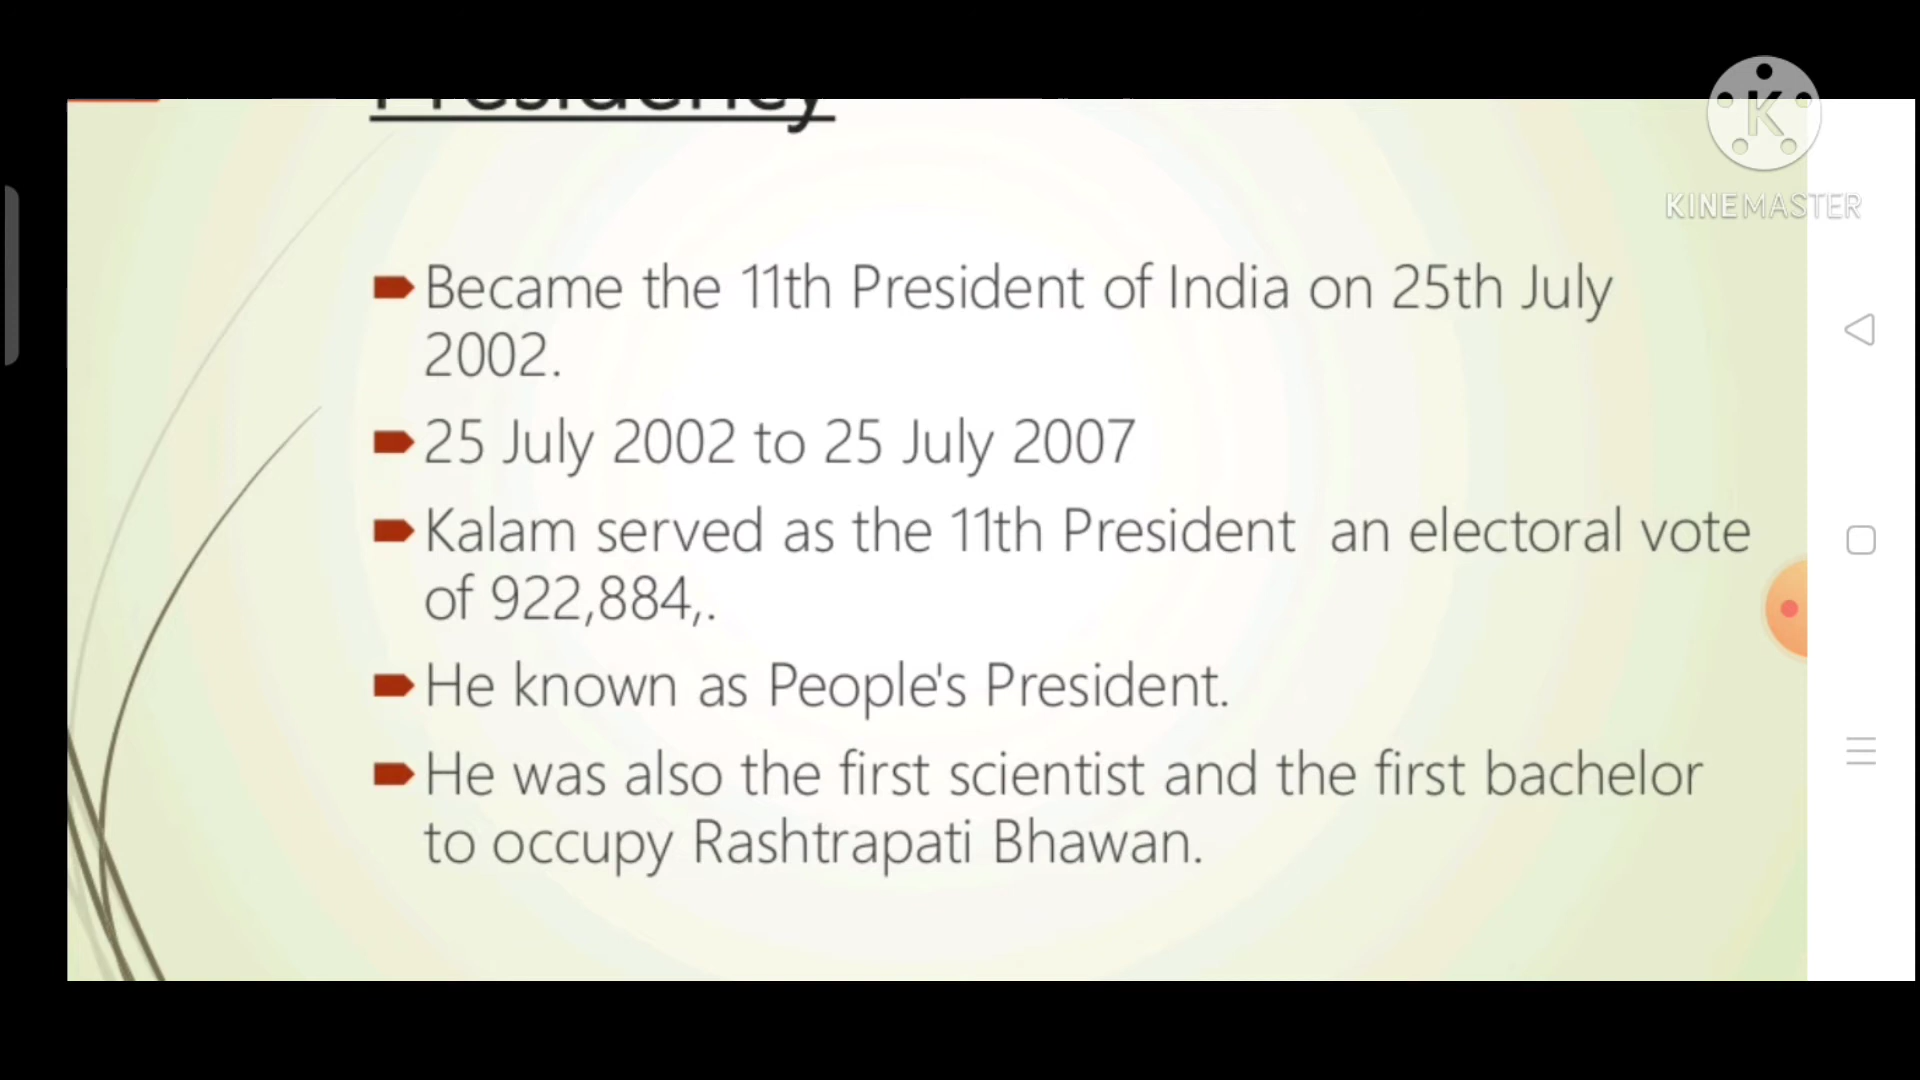 Presidency
K
KINEMASTER
Became the 11th President of India on 25th July
2002.
25 July 2002 to 25 July 2007
Kalam served as the 11th President an electoral vote
of 922,884,.
He known as People's President.
He was also the first scientist and the first bachelor
to occupy Rashtrapati Bhawan.